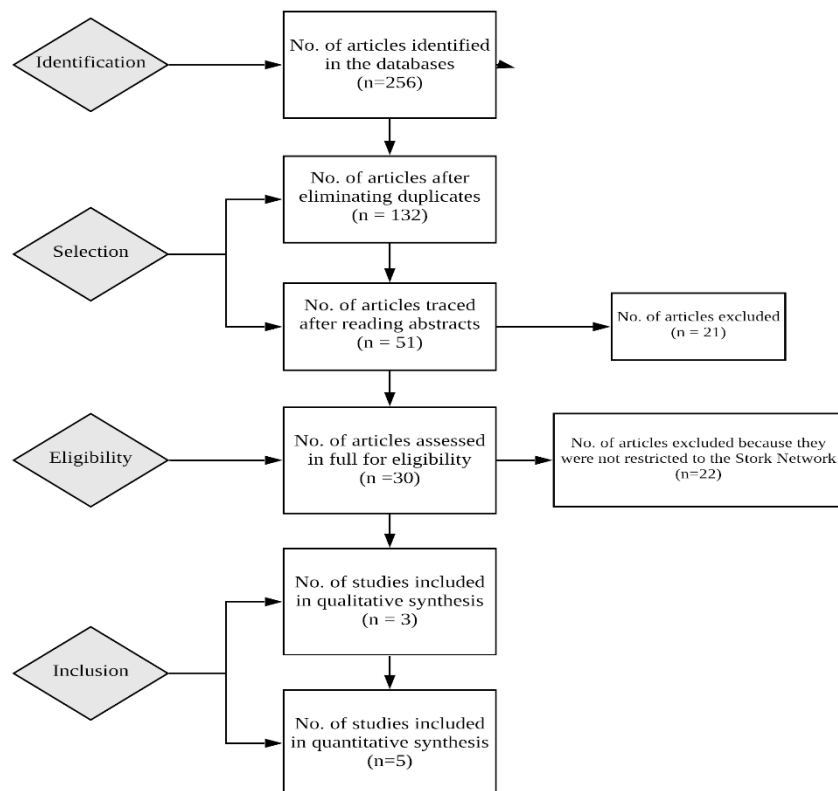 Identification
No. of articles identified
in the databases
(n=256)
No. of articles after
eliminating duplicates
(n = 132)
Selection
No. of articles traced
after reading abstracts
(n = 51)
No. of articles excluded
(n = 21)
Eligibility
No. of articles assessed
in full for eligibility
(n =30)
No. of articles excluded because they
were not restricted to the Stork Network
(n=22)
No. of studies included
in qualitative synthesis
(n = 3)
Inclusion
No. of studies included
in quantitative synthesis
(n=5)